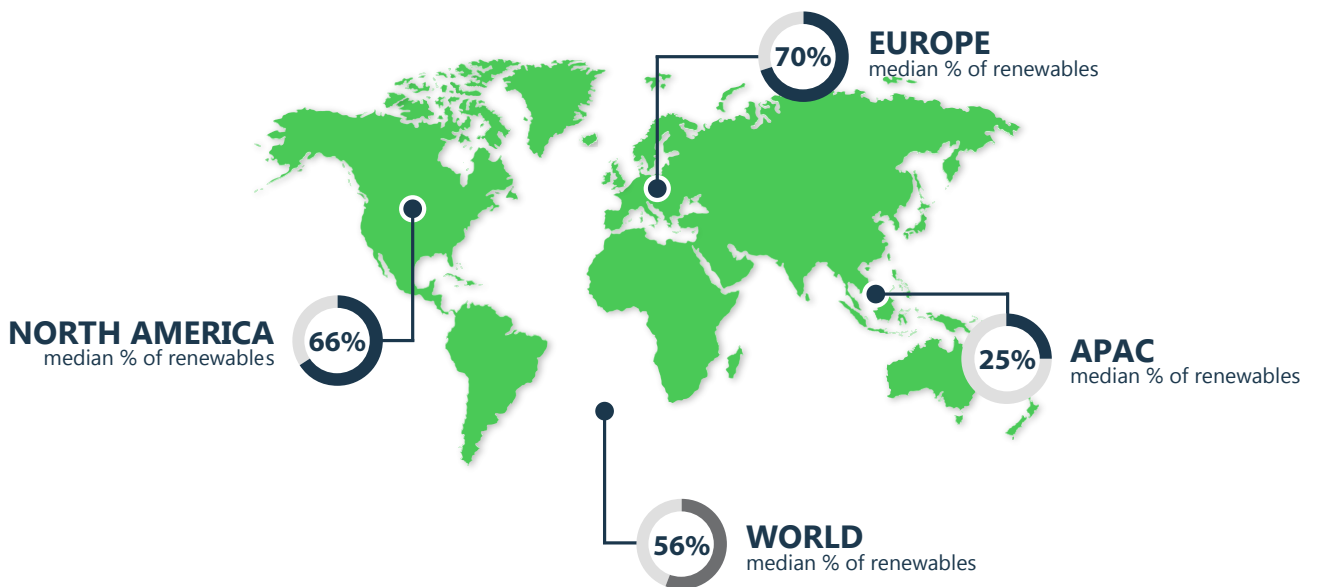 70%
EUROPE
median % of renewables
NORTH AMERICA
median % of renewables
66%
25%
APAC
median % of renewables
56%
WORLD
median % of renewables